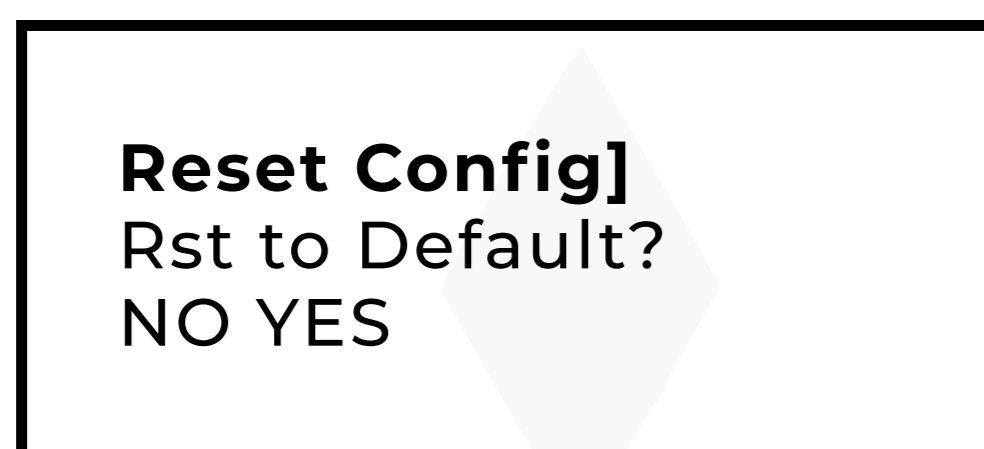 Reset Config]
Rst to Default?
NO YES